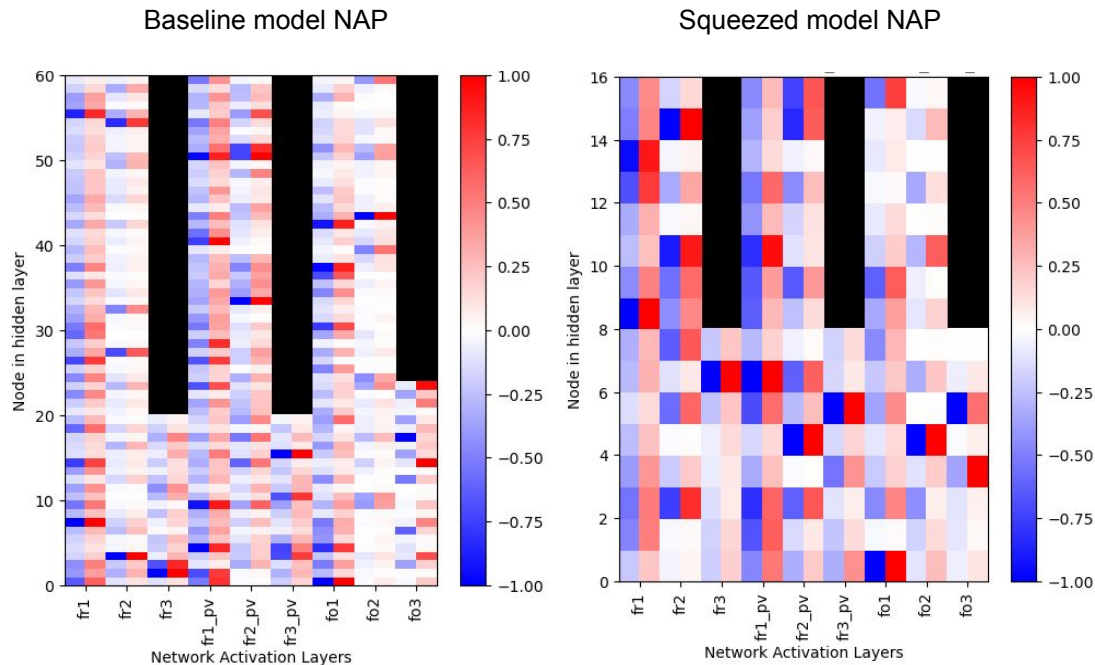 Baseline model NAP
Squeezed model NAP
Node in hidden layer
60
50
40
30
20
10
0
fr1
fr2
fr3
fr1_pv
fr2_pv
fr3_pv
fo1
fo2
fo3
Network Activation Layers
1.00
0.75
0.50
0.25
0.00
−0.25
−0.50
−0.75
−1.00
Node in hidden layer
16
14
12
10
8
6
4
2
0
fr1
fr2
fr3
fr1_pv
fr2_pv
fr3_pv
fo1
fo2
fo3
Network Activation Layers
1.00
0.75
0.50
0.25
0.00
−0.25
−0.50
−0.75
−1.00